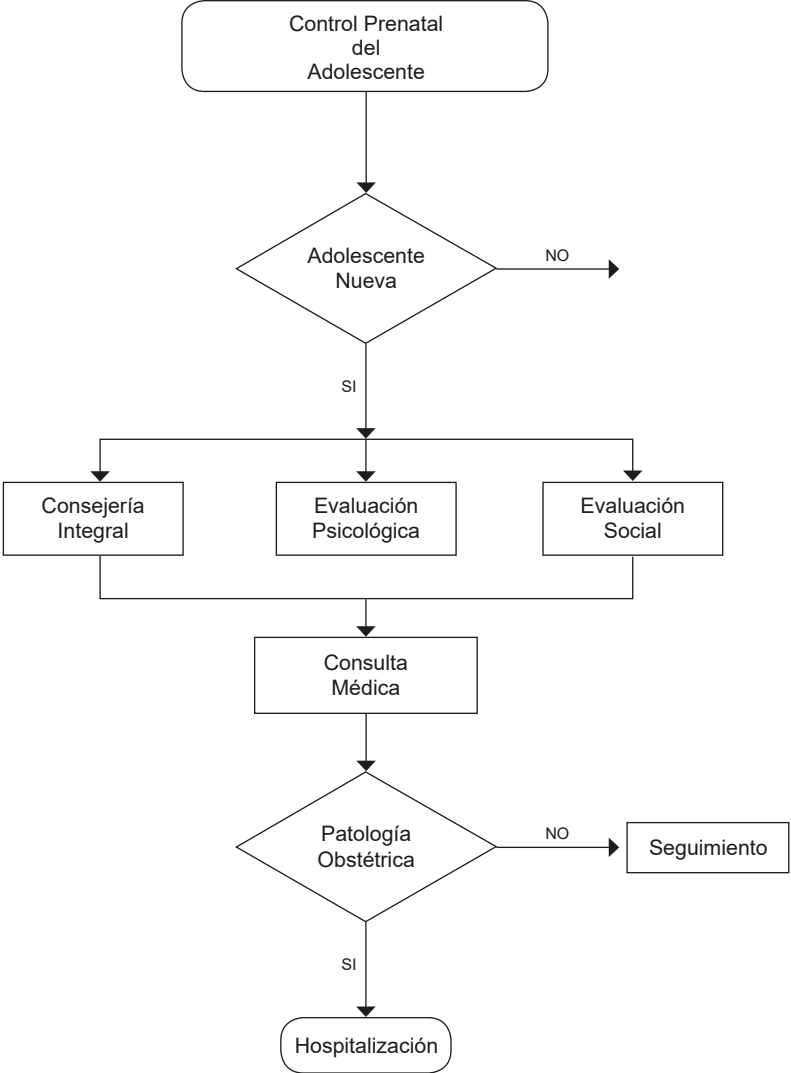 Control Prenatal
del
Adolescente
Adolescente
Nueva
NO
SI
Consejería
Integral
Evaluación
Psicológica
Evaluación
Social
Consulta
Médica
Patología
Obstétrica
NO
Seguimiento
SI
Hospitalización